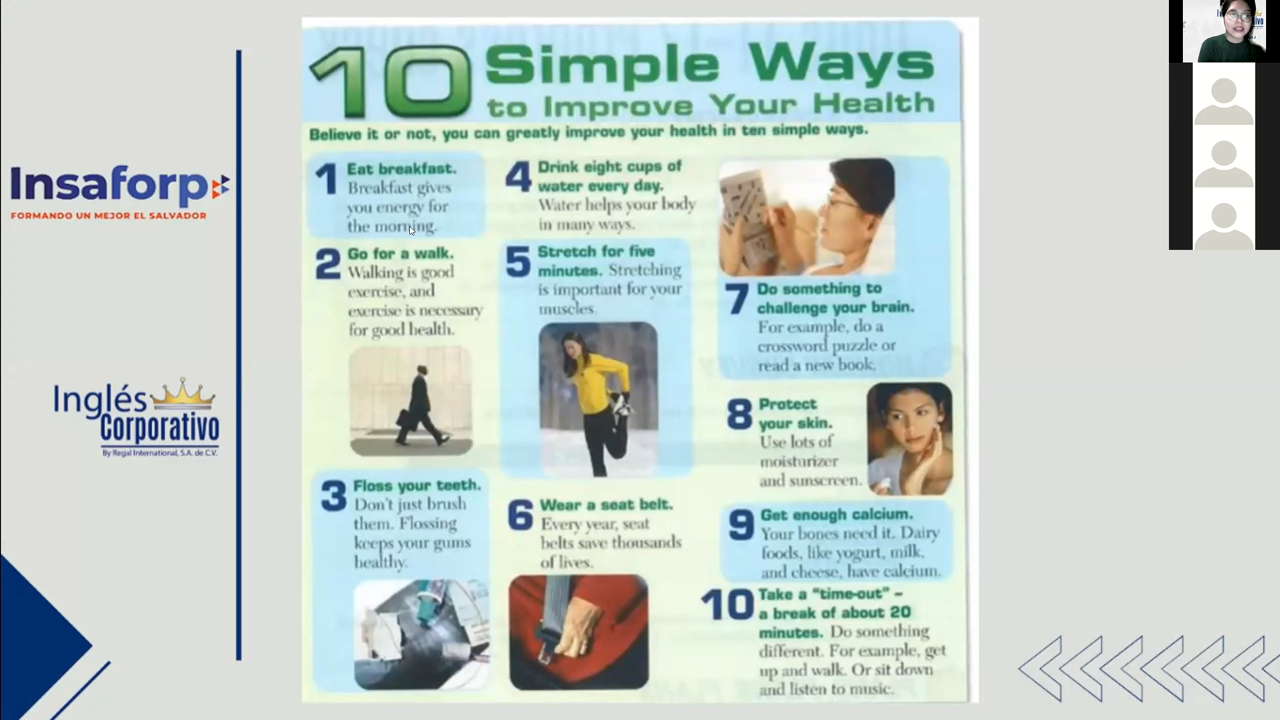 Insaforp
FORMANDO UN MEJOR EL SALVADOR
Inglés
Corporativo
By Regal International, S.A. de C.V.
10 Simple Ways
to Improve Your Health
Believe it or not, you can greatly improve your health in ten simple ways.
1 Eat breakfast.
Breakfast gives
you energy for
the morning.
2 Go for a walk.
Walking is good
exercise, and
exercise is necessary
for good health.
3 Floss your teeth.
Don't just brush
them. Flossing
keeps your gums
healthy.
4 Drink eight cups of
water every day.
Water helps your body
in many ways.
5 Stretch for five
minutes. Stretching
is important for your
muscles.
6 Wear a seat belt.
Every year, seat
belts save thousands
of lives.
7 Do something to
challenge your brain.
For example, do a
crossword puzzle or
read a new book.
8 Protect
your skin.
Use lots of
moisturizer
and sunscreen.
9 Get enough calcium.
Your bones need it. Dairy
foods, like yogurt, milk,
and cheese, have calcium.
10 Take a "time-out" –
a break of about 20
minutes. Do something
different. For example, get
up and walk. Or sit down
and listen to music.